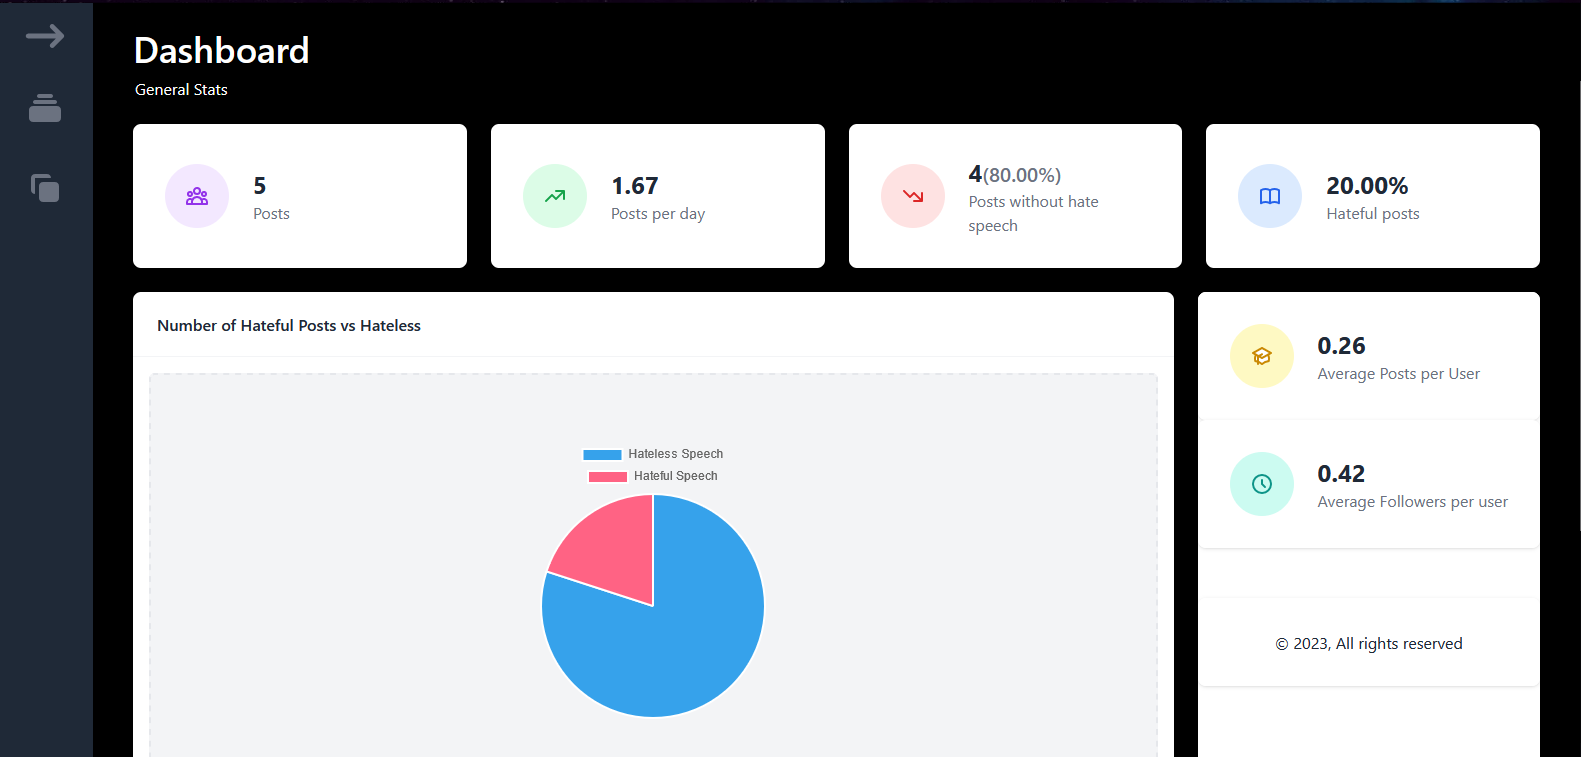 Dashboard
General Stats
5
Posts
1.67
Posts per day
4(80.00%)
Posts without hate
speech
20.00%
Hateful posts
Number of Hateful Posts vs Hateless
Hateless Speech
Hateful Speech
0.26
Average Posts per User
0.42
Average Followers per user
© 2023, All rights reserved